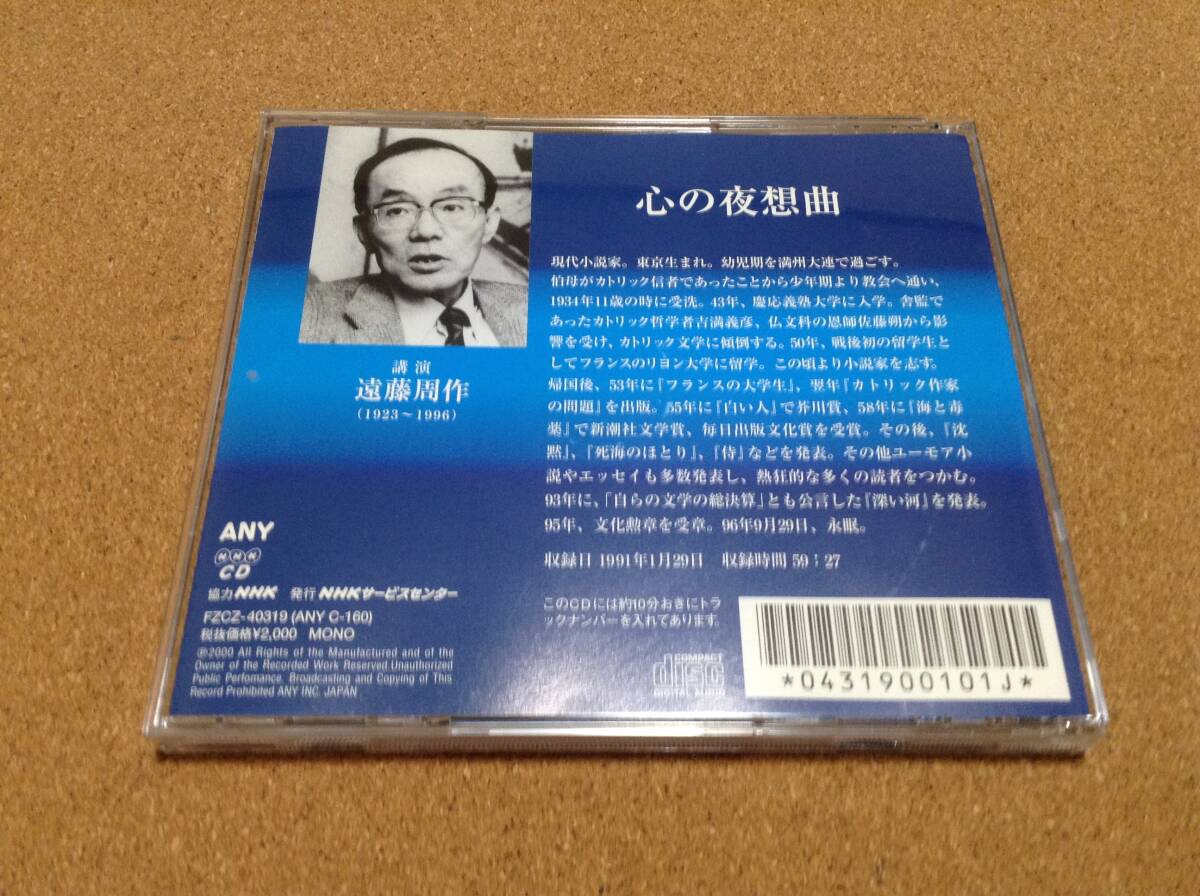 心の夜想曲
現代小説家。東京生まれ。幼児期を満州大連で過ごす。
伯母がカトリック信者であったことから少年期より教会へ通い、
1934年11歳の時に受洗。43年、慶応義塾大学に入学。舎監で
あったカトリック哲学者吉満義彦、仏文科の恩師佐藤朔から影
響を受け、カトリック文学に傾倒する。50年、戦後初の留学生と
してフランスのリヨン大学に留学。この頃より小説家を志す。
帰国後、53年に『フランスの大学生』、翌年『カトリック作家
の問題』を出版。55年に『白い人』で芥川賞、58年に『海と毒
薬』で新潮社文学賞、毎日出版文化賞を受賞。その後、『沈
黙』、『死海のほとり』、『侍』などを発表。その他ユーモア小
説やエッセイも多数発表し、熱狂的な多くの読者をつかむ。
93年に、「自らの文学の総決算」とも公言した『深い河』を発表。
95年、文化勲章を受章。96年9月29日、永眠。
収録日 1991年1月29日 収録時間 59:27
講演
遠藤周作
(1923～1996)
ANY
NHK
CD
協力 NHK 発行 NHKサービスセンター
FZCZ-40319 (ANY C-160)
税抜価格¥2,000 MONO
℗2000 All Rights of the Manufactured and of the
Owner of the Recorded Work Reserved.Unauthorized
Public Perfomance, Broadcasting and Copying of This
Record Prohibited ANY INC. JAPAN
このCDには約10分おきにトラ
ックナンバーを入れてあります。
COMPACT
disc
DIGITAL AUDIO
*0431900101J*